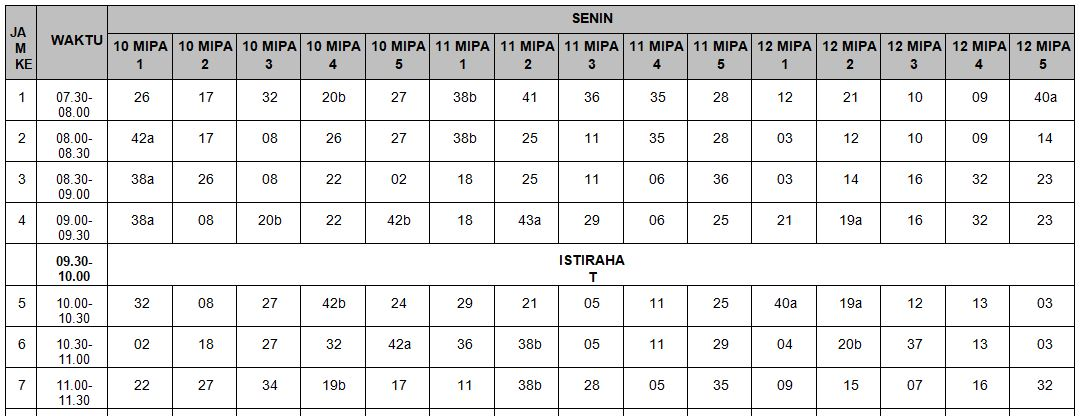 SENIN
JA
M
KE
WAKTU
10 MIPA 10 MIPA 10 MIPA 10 MIPA 10 MIPA 11 MIPA 11 MIPA 11 MIPA 11 MIPA 11 MIPA 12 MIPA 12 MIPA 12 MIPA 12 MIPA 12 MIPA
1 2 3 4 5 1 2 3 4 5 1 2 3 4 5
1 07.30- 26 17 32 20b 27 38b 41 36 35 28 12 21 10 09 40a
08.00
2 08.00- 42a 17 08 26 27 38b 25 11 35 28 03 12 10 09 14
08.30
3 08.30- 38a 26 08 22 02 18 25 11 06 36 03 14 16 32 23
09.00
4 09.00- 38a 08 20b 22 42b 18 43a 29 06 25 21 19a 16 32 23
09.30
09.30- ISTIRAHA
10.00 T
5 10.00- 32 08 27 42b 24 29 21 05 11 25 40a 19a 12 13 03
10.30
6 10.30- 02 18 27 32 42a 36 38b 05 11 29 04 20b 37 13 03
11.00
7 11.00- 22 27 34 19b 17 11 38b 28 05 35 09 15 07 16 32
11.30